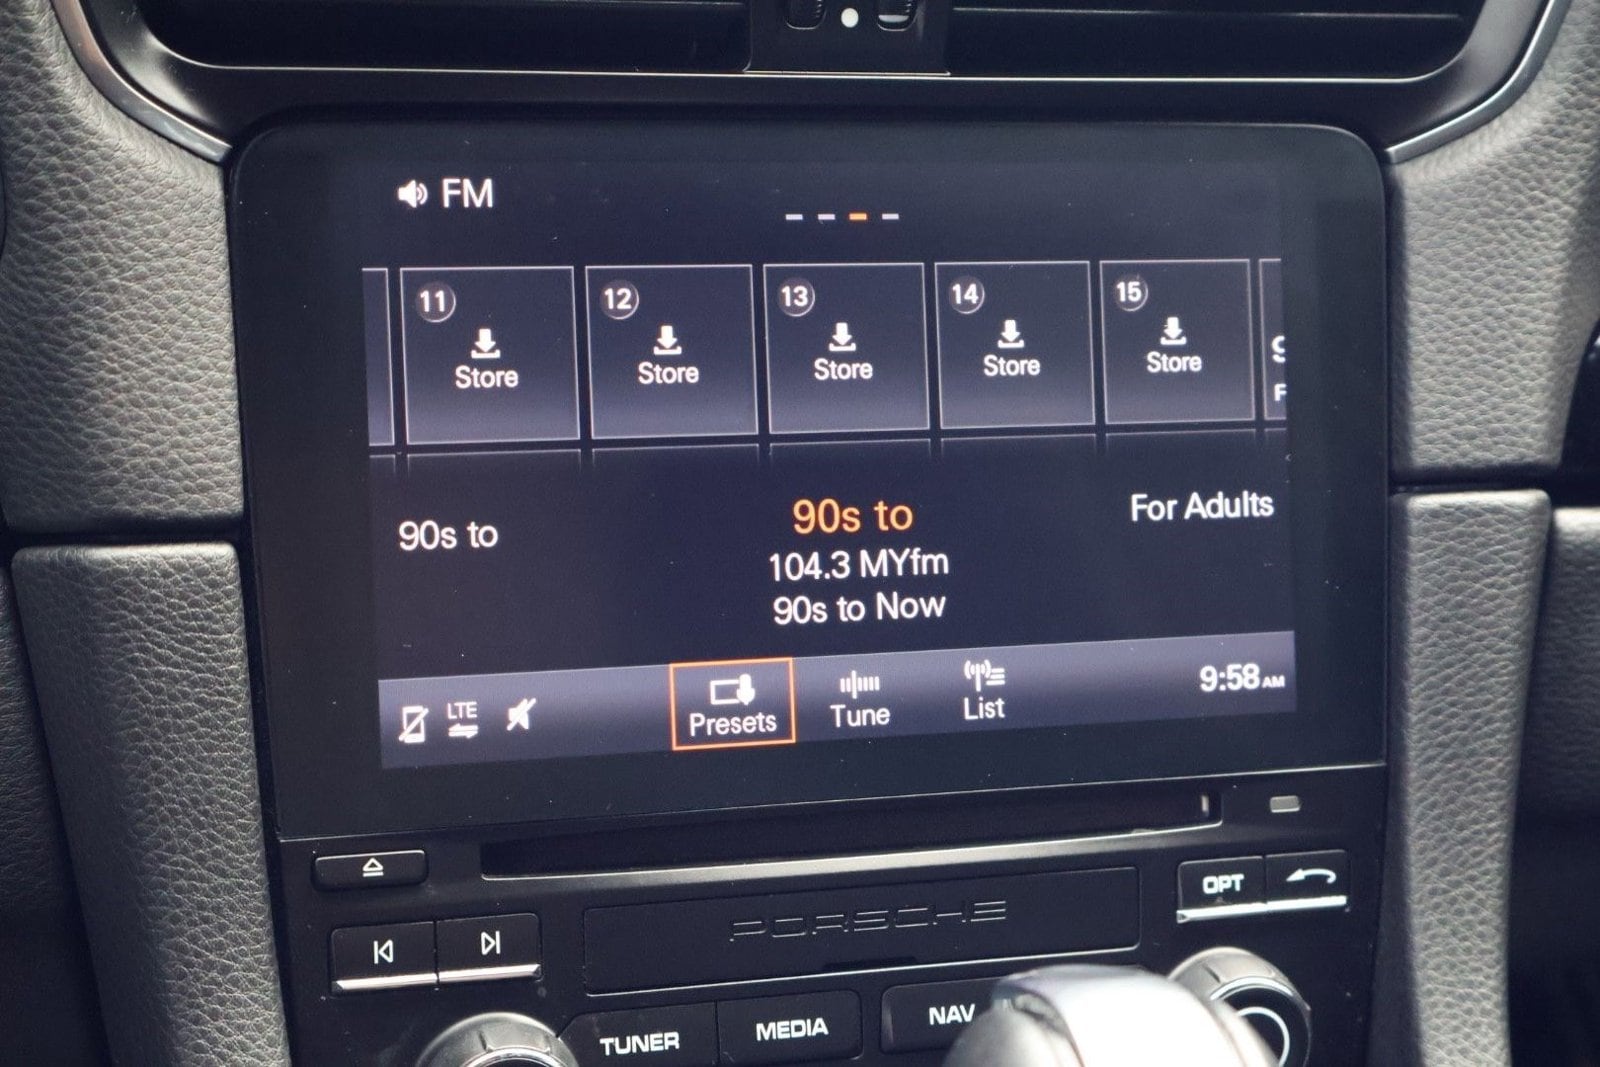 FM
11
Store
12
Store
13
Store
14
Store
15
Store
90s to
90s to
For Adults
104.3 MYfm
90s to Now
LTE
Presets
Tune
List
9:58 AM
OPT
PORSCHE
TUNER
MEDIA
NAV